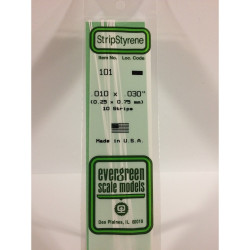 StripStyrene
Item No. Loc. Code
101
.010 x .030"
(0.25 x 0.75 mm)
10 Strips
Made in U.S.A.
evergreen
scale models
Des Plaines, IL 60018